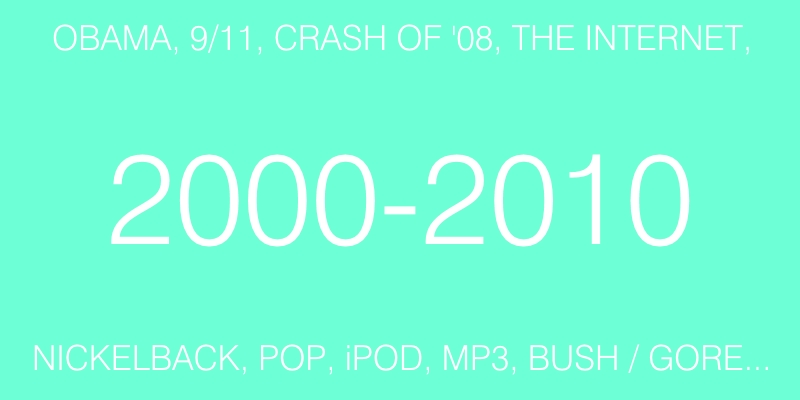 OBAMA, 9/11, CRASH OF '08, THE INTERNET,
2000-2010
NICKELBACK, POP, iPOD, MP3, BUSH / GORE...